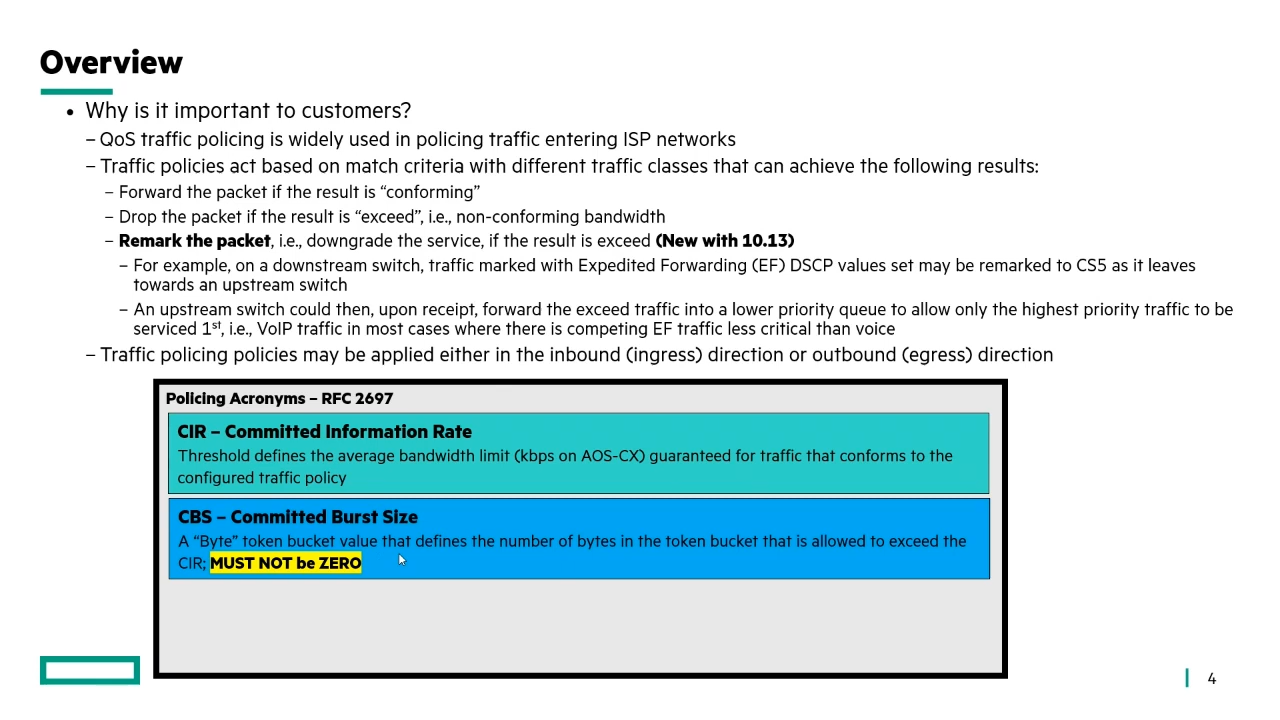 Overview
• Why is it important to customers?
– QoS traffic policing is widely used in policing traffic entering ISP networks
– Traffic policies act based on match criteria with different traffic classes that can achieve the following results:
– Forward the packet if the result is “conforming”
– Drop the packet if the result is “exceed”, i.e., non-conforming bandwidth
– Remark the packet, i.e., downgrade the service, if the result is exceed (New with 10.13)
– For example, on a downstream switch, traffic marked with Expedited Forwarding (EF) DSCP values set may be remarked to CS5 as it leaves
towards an upstream switch
– An upstream switch could then, upon receipt, forward the exceed traffic into a lower priority queue to allow only the highest priority traffic to be
serviced 1st, i.e., VoIP traffic in most cases where there is competing EF traffic less critical than voice
– Traffic policing policies may be applied either in the inbound (ingress) direction or outbound (egress) direction
Policing Acronyms – RFC 2697
CIR – Committed Information Rate
Threshold defines the average bandwidth limit (kbps on AOS-CX) guaranteed for traffic that conforms to the
configured traffic policy
CBS – Committed Burst Size
A “Byte” token bucket value that defines the number of bytes in the token bucket that is allowed to exceed the
CIR; MUST NOT be ZERO
4